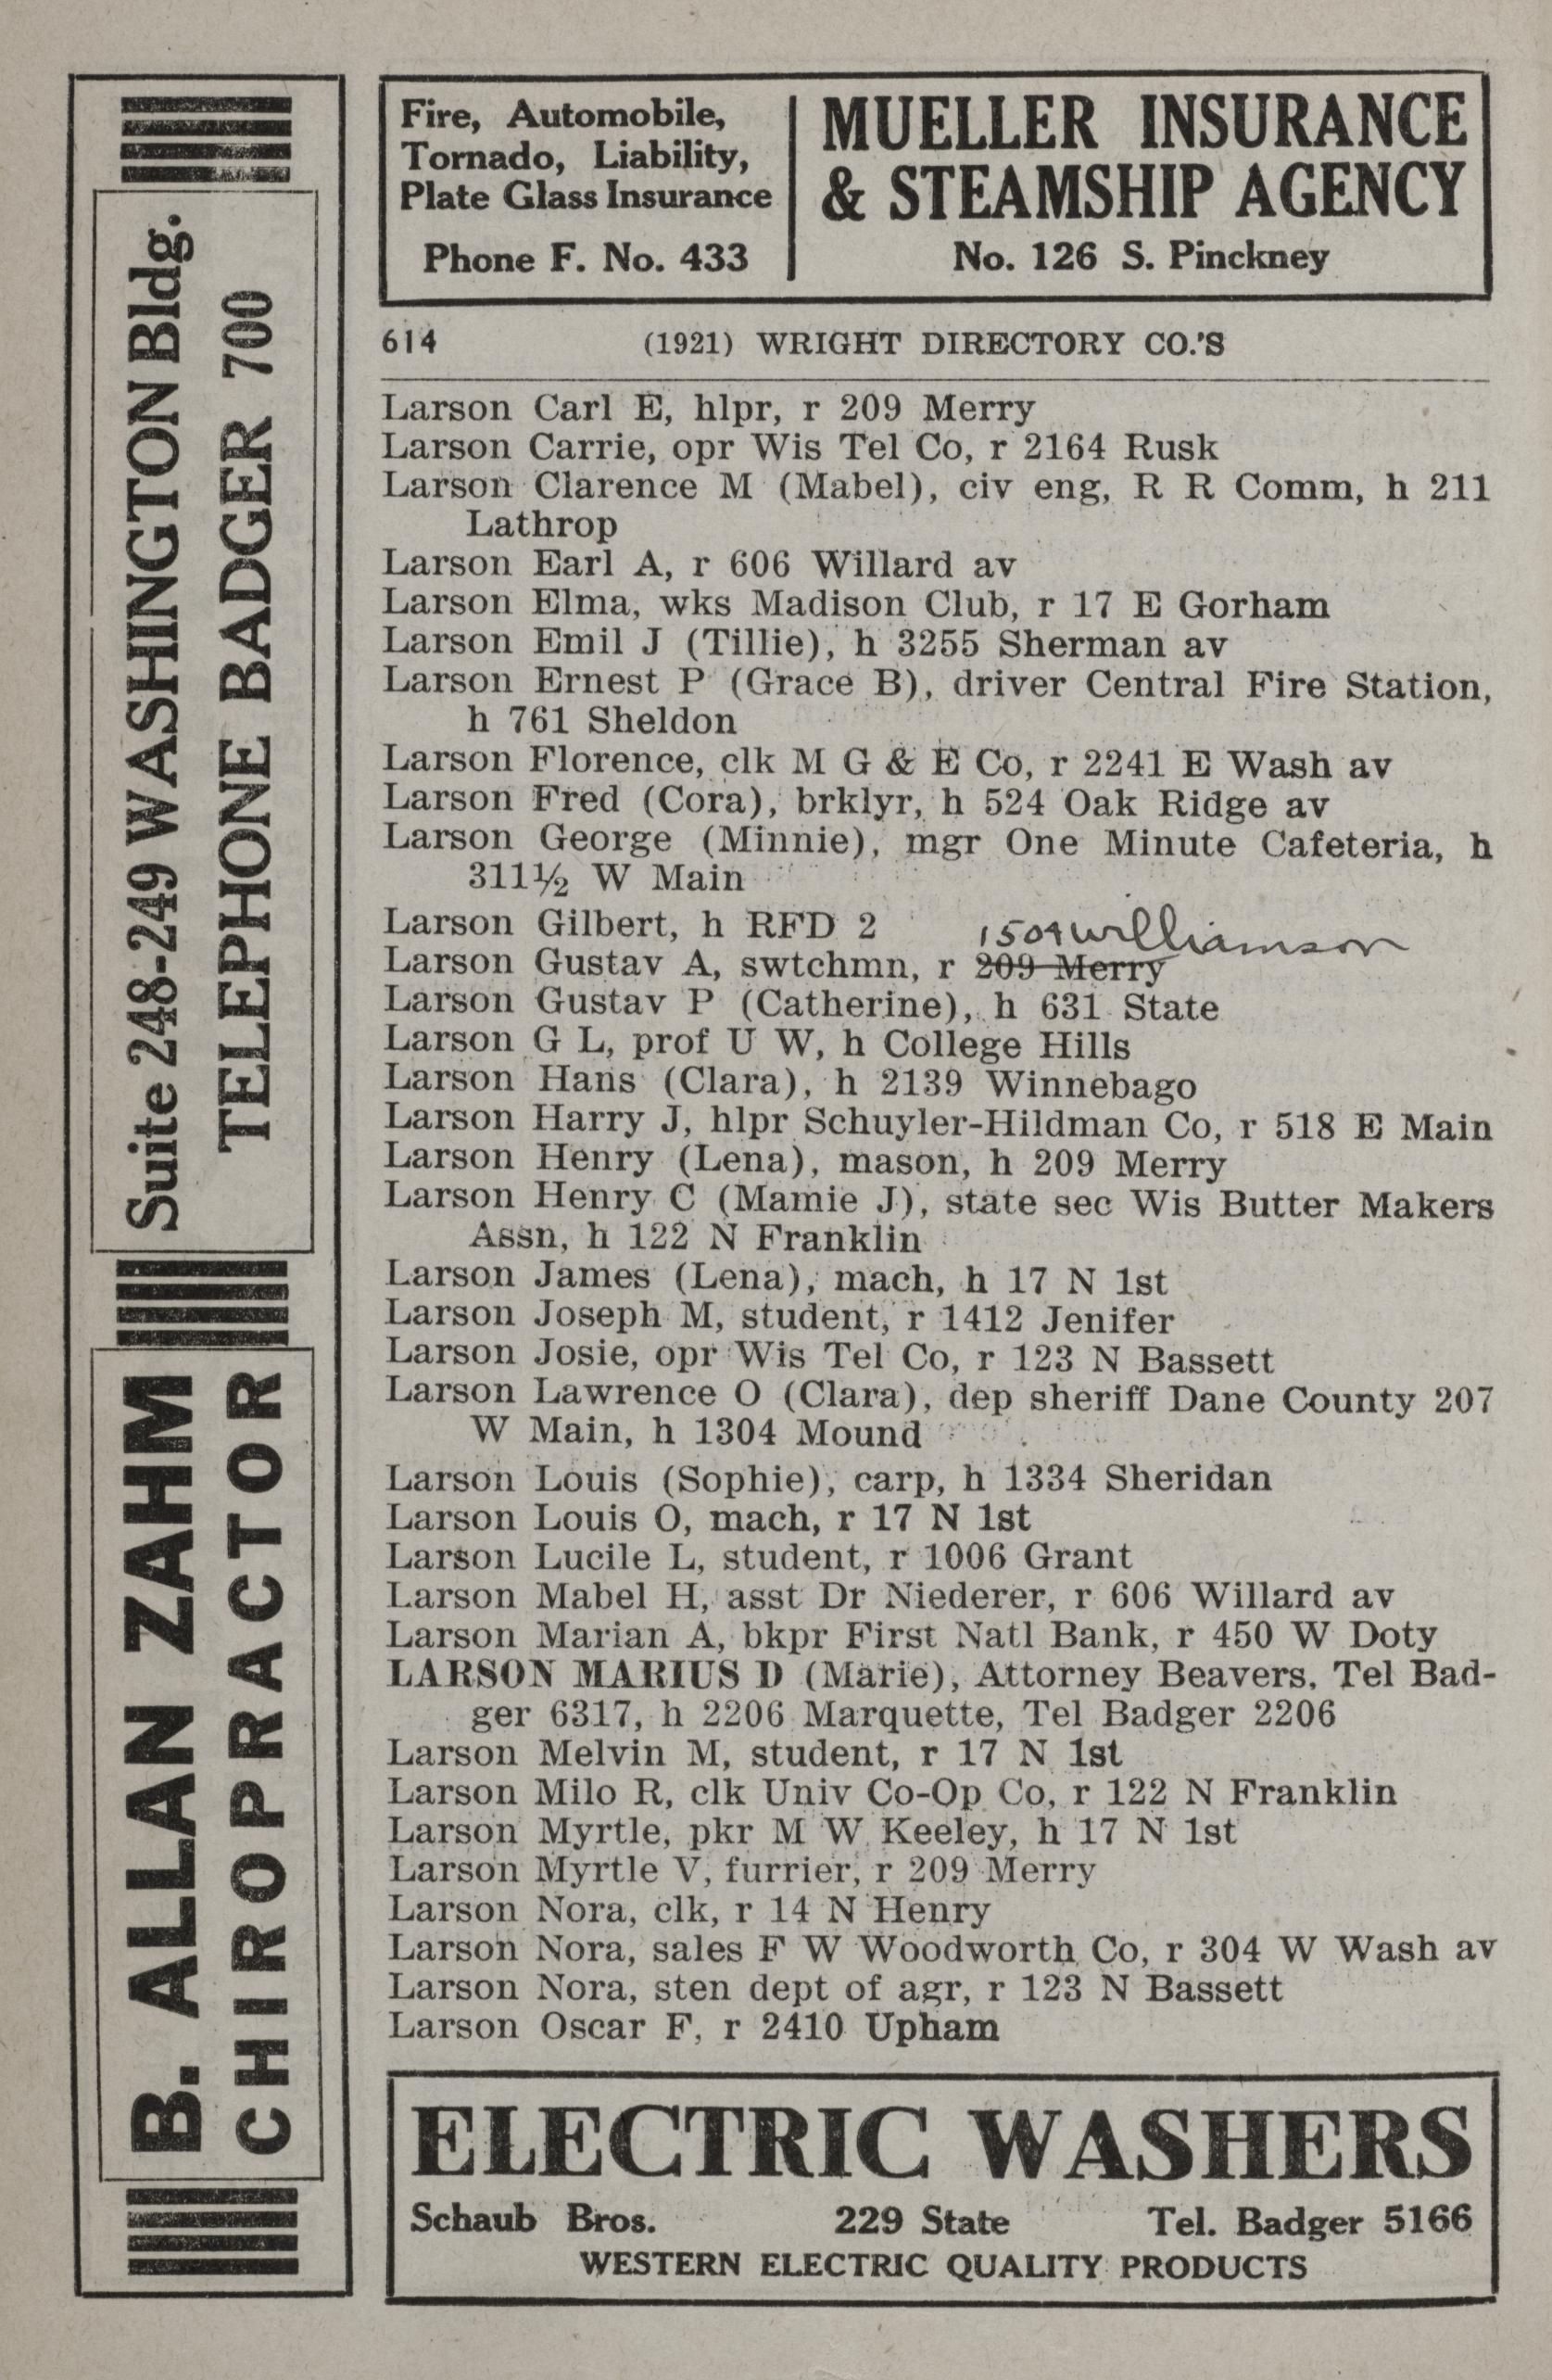 Suite 248-249 WASHINGTON Bldg.
TELEPHONE BADGER 700
B. ALLAN ZAHM
CHIROPRACTOR
Fire, Automobile,
Tornado, Liability,
Plate Glass Insurance
Phone F. No. 433
MUELLER INSURANCE
& STEAMSHIP AGENCY
No. 126 S. Pinckney
614 (1921) WRIGHT DIRECTORY CO.'S
Larson Carl E, hlpr, r 209 Merry
Larson Carrie, opr Wis Tel Co, r 2164 Rusk
Larson Clarence M (Mabel), civ eng, R R Comm, h 211
Lathrop
Larson Earl A, r 606 Willard av
Larson Elma, wks Madison Club, r 17 E Gorham
Larson Emil J (Tillie), h 3255 Sherman av
Larson Ernest P (Grace B), driver Central Fire Station,
h 761 Sheldon
Larson Florence, clk M G & E Co, r 2241 E Wash av
Larson Fred (Cora), brklyr, h 524 Oak Ridge av
Larson George (Minnie), mgr One Minute Cafeteria, h
311½ W Main
Larson Gilbert, h RFD 2
1509 Williamson
Larson Gustav A, swtchmn, r 209 Merry
Larson Gustav P (Catherine), h 631 State
Larson G L, prof U W, h College Hills
Larson Hans (Clara), h 2139 Winnebago
Larson Harry J, hlpr Schuyler-Hildman Co, r 518 E Main
Larson Henry (Lena), mason, h 209 Merry
Larson Henry C (Mamie J), state sec Wis Butter Makers
Assn, h 122 N Franklin
Larson James (Lena), mach, h 17 N 1st
Larson Joseph M, student, r 1412 Jenifer
Larson Josie, opr Wis Tel Co, r 123 N Bassett
Larson Lawrence O (Clara), dep sheriff Dane County 207
W Main, h 1304 Mound
Larson Louis (Sophie), carp, h 1334 Sheridan
Larson Louis O, mach, r 17 N 1st
Larson Lucile L, student, r 1006 Grant
Larson Mabel H, asst Dr Niederer, r 606 Willard av
Larson Marian A, bkpr First Natl Bank, r 450 W Doty
LARSON MARIUS D (Marie), Attorney Beavers, Tel Bad-
ger 6317, h 2206 Marquette, Tel Badger 2206
Larson Melvin M, student, r 17 N 1st
Larson Milo R, clk Univ Co-Op Co, r 122 N Franklin
Larson Myrtle, pkr M W Keeley, h 17 N 1st
Larson Myrtle V, furrier, r 209 Merry
Larson Nora, clk, r 14 N Henry
Larson Nora, sales F W Woodworth Co, r 304 W Wash av
Larson Nora, sten dept of agr, r 123 N Bassett
Larson Oscar F, r 2410 Upham
ELECTRIC WASHERS
Schaub Bros. 229 State Tel. Badger 5166
WESTERN ELECTRIC QUALITY PRODUCTS